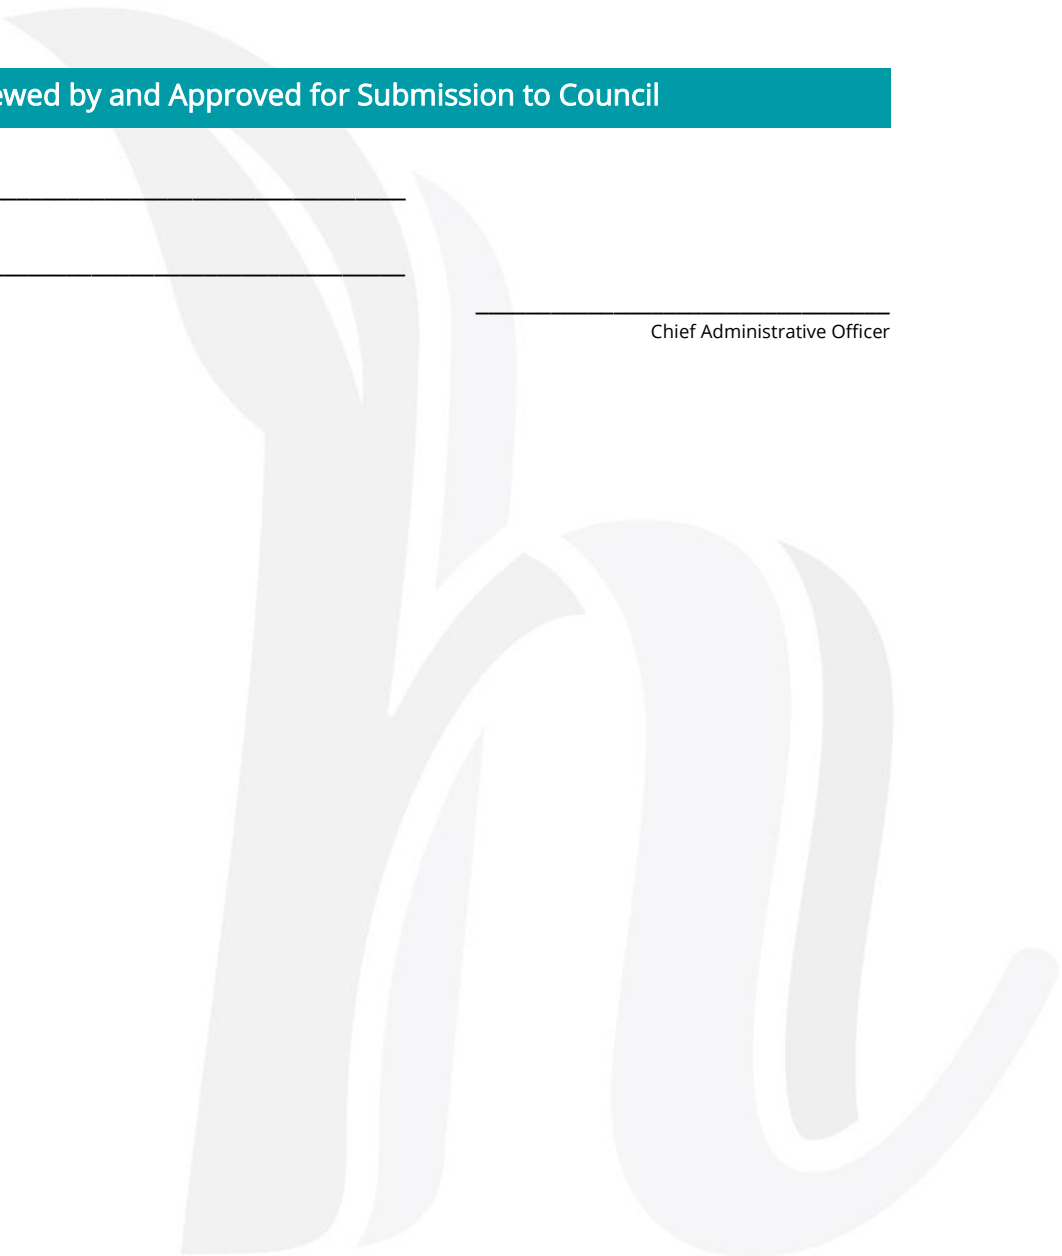 ewed by and Approved for Submission to Council
Chief Administrative Officer